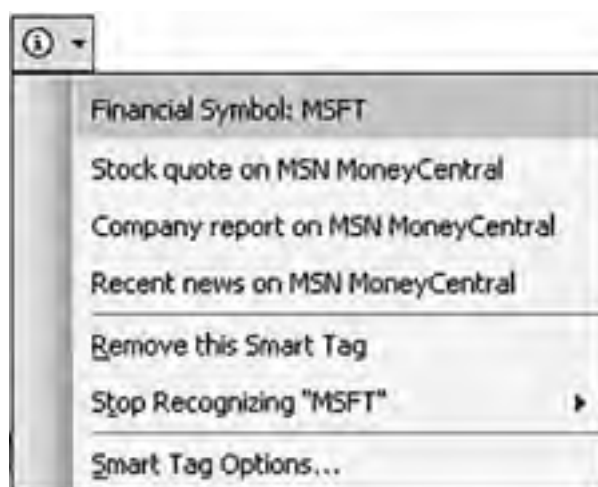 Financial Symbol: MSFT
Stock quote on MSN MoneyCentral
Company report on MSN MoneyCentral
Recent news on MSN MoneyCentral
Remove this Smart Tag
Stop Recognizing "MSFT"
Smart Tag Options...